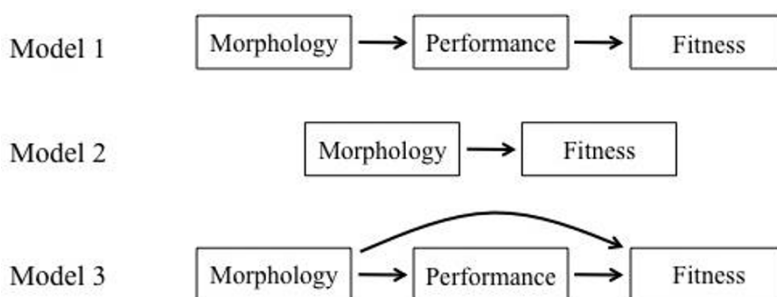 Model 1 Morphology Performance Fitness
Model 2 Morphology Fitness
Model 3 Morphology Performance Fitness